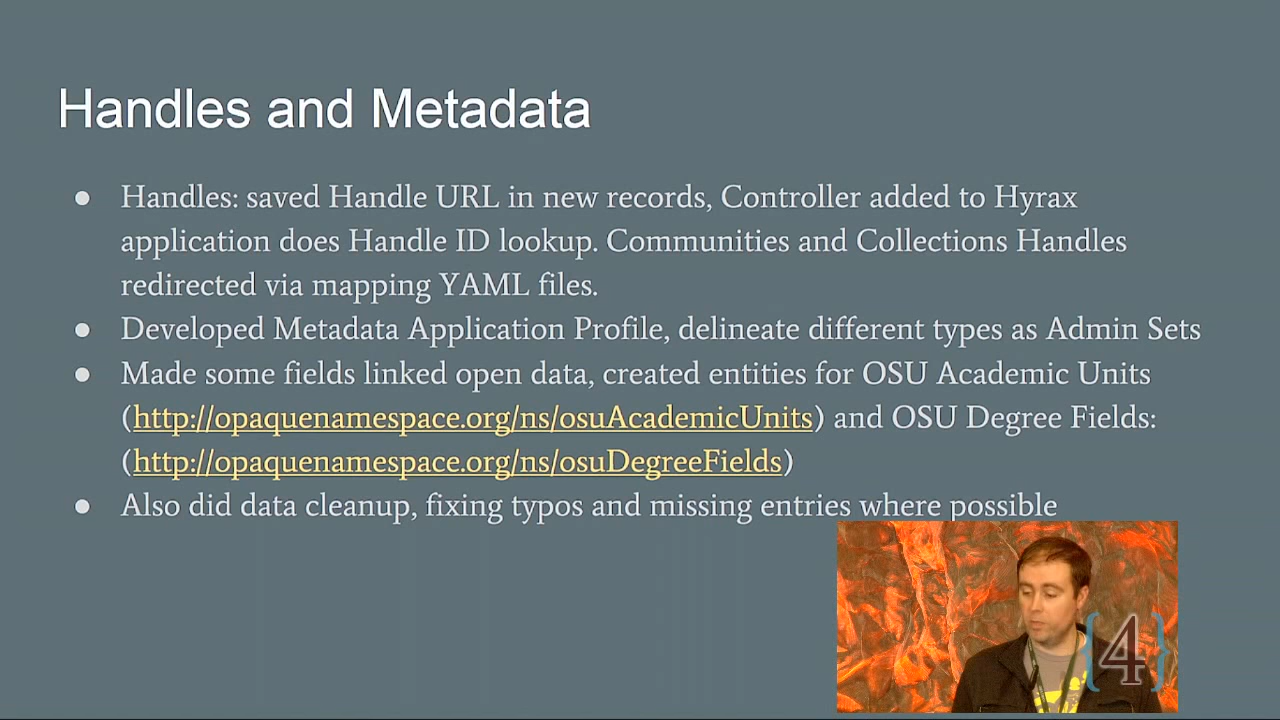 Handles and Metadata
● Handles: saved Handle URL in new records, Controller added to Hyrax
application does Handle ID lookup. Communities and Collections Handles
redirected via mapping YAML files.
● Developed Metadata Application Profile, delineate different types as Admin Sets
● Made some fields linked open data, created entities for OSU Academic Units
(http://opaquenamespace.org/ns/osuAcademicUnits) and OSU Degree Fields:
(http://opaquenamespace.org/ns/osuDegreeFields)
● Also did data cleanup, fixing typos and missing entries where possible
{4}